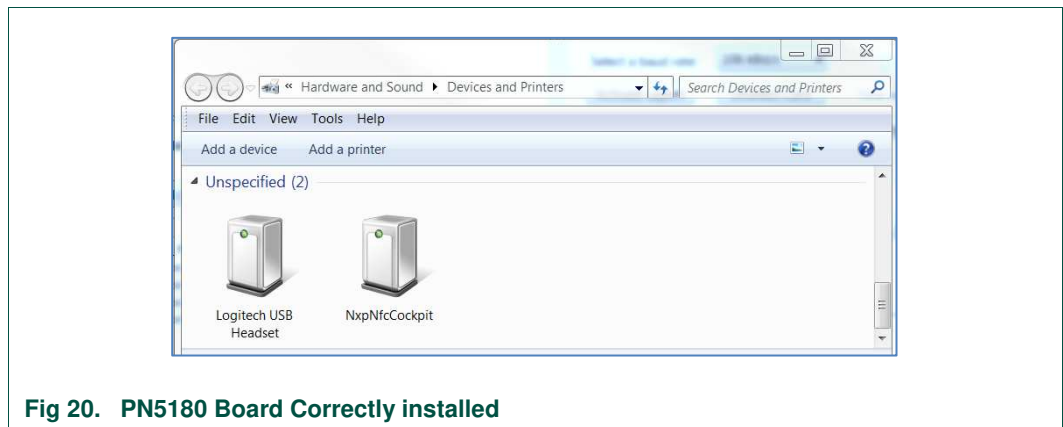 « Hardware and Sound ▸ Devices and Printers Search Devices and Printers
File Edit View Tools Help
Add a device Add a printer
Unspecified (2)
Logitech USB Headset
NxpNfcCockpit
Fig 20. PN5180 Board Correctly installed